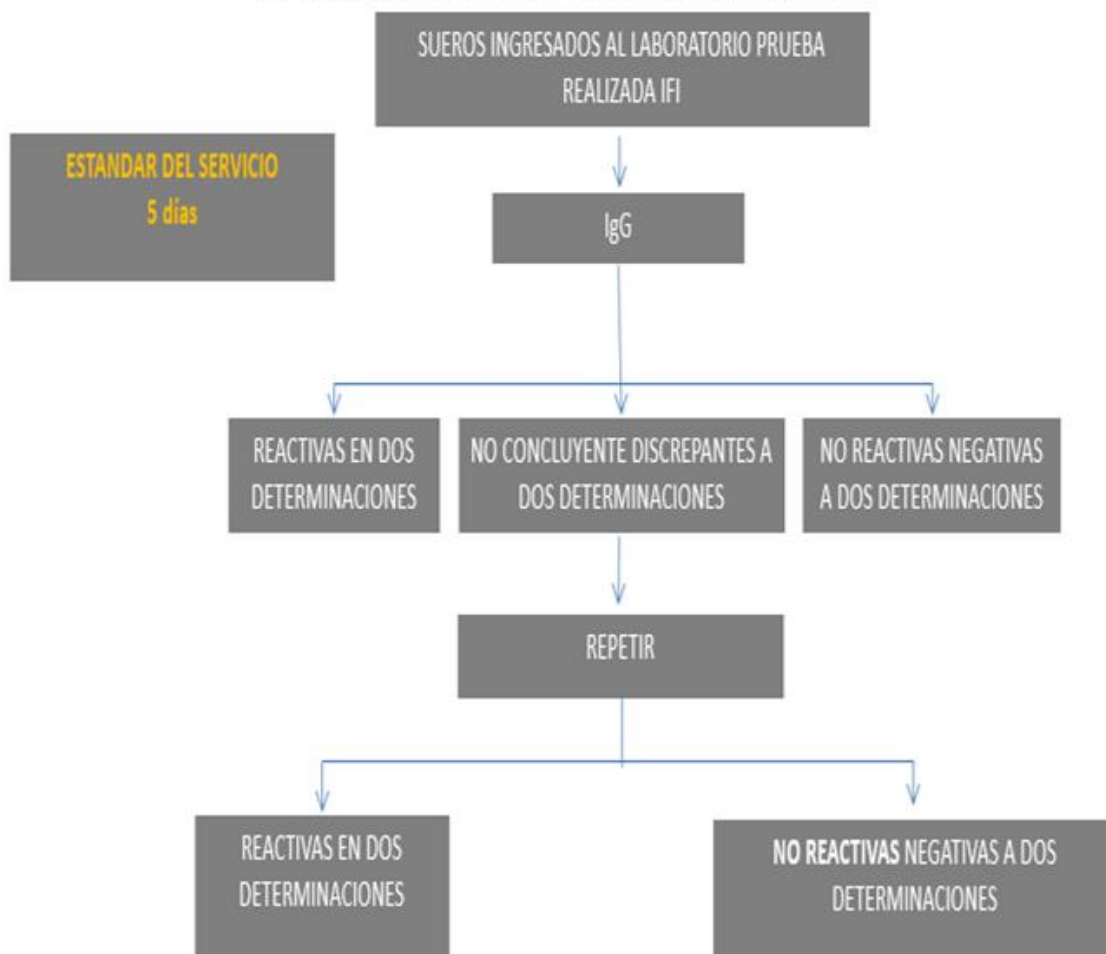 SUEROS INGRESADOS AL LABORATORIO PRUEBA
REALIZADA IFI
ESTANDAR DEL SERVICIO
5 días
IgG
REACTIVAS EN DOS
DETERMINACIONES
NO CONCLUYENTE DISCREPANTES A
DOS DETERMINACIONES
NO REACTIVAS NEGATIVAS
A DOS DETERMINACIONES
REPETIR
REACTIVAS EN DOS
DETERMINACIONES
NO REACTIVAS NEGATIVAS A DOS
DETERMINACIONES